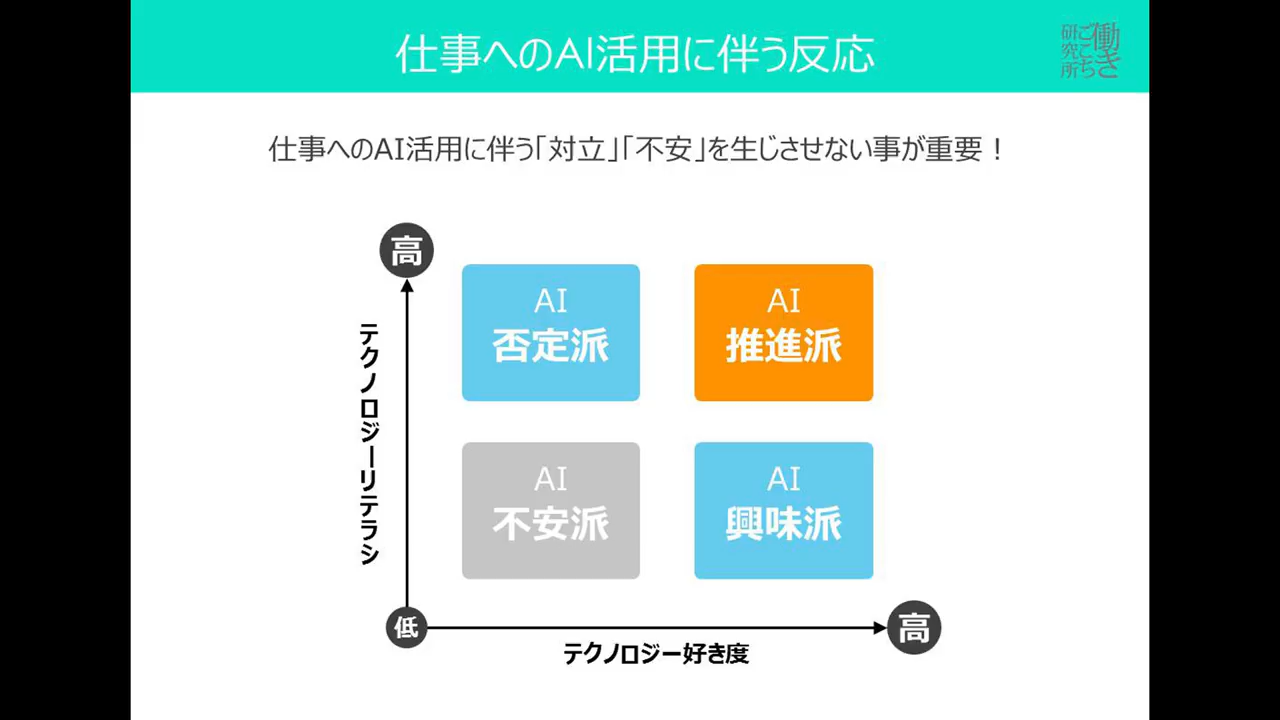 仕事へのAI活用に伴う反応
働き
ごこち
研究所
仕事へのAI活用に伴う「対立」「不安」を生じさせない事が重要！
高
テクノロジーリテラシ
AI
否定派
AI
推進派
AI
不安派
AI
興味派
低
高
テクノロジー好き度